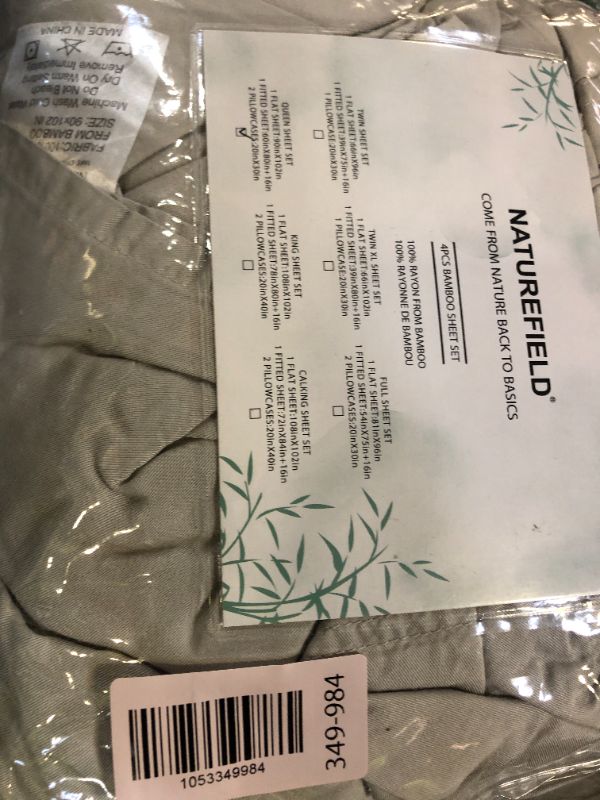 NATUREFIELD®
COME FROM NATURE BACK TO BASICS
4PCS BAMBOO SHEET SET
100% RAYON FROM BAMBOO
100% RAYONNE DE BAMBOU
TWIN SHEET SET
1 FLAT SHEET:66inX96in
1 FITTED SHEET:39inX75in+16in
1 PILLOWCASE:20inX30in
TWIN XL SHEET SET
1 FLAT SHEET:66inX102in
1 FITTED SHEET:39inX80in+16in
1 PILLOWCASE:20inX30in
FULL SHEET SET
1 FLAT SHEET:81inX96in
1 FITTED SHEET:54inX75in+16in
2 PILLOWCASES:20inX30in
QUEEN SHEET SET
1 FLAT SHEET:90inX102in
1 FITTED SHEET:60inX80in+16in
2 PILLOWCASES:20inX30in
KING SHEET SET
1 FLAT SHEET:108inX102in
1 FITTED SHEET:78inX80in+16in
2 PILLOWCASES:20inX40in
CALKING SHEET SET
1 FLAT SHEET:108inX102in
1 FITTED SHEET:72inX84in+16in
2 PILLOWCASES:20inX40in
FABRIC:100%
FROM BAMBOO
SIZE: 90x102 IN
Machine Wash Cold Water
Do Not Bleach
Dry On Warm Setting
Remove Immediately
MADE IN CHINA
349-984
1053349984